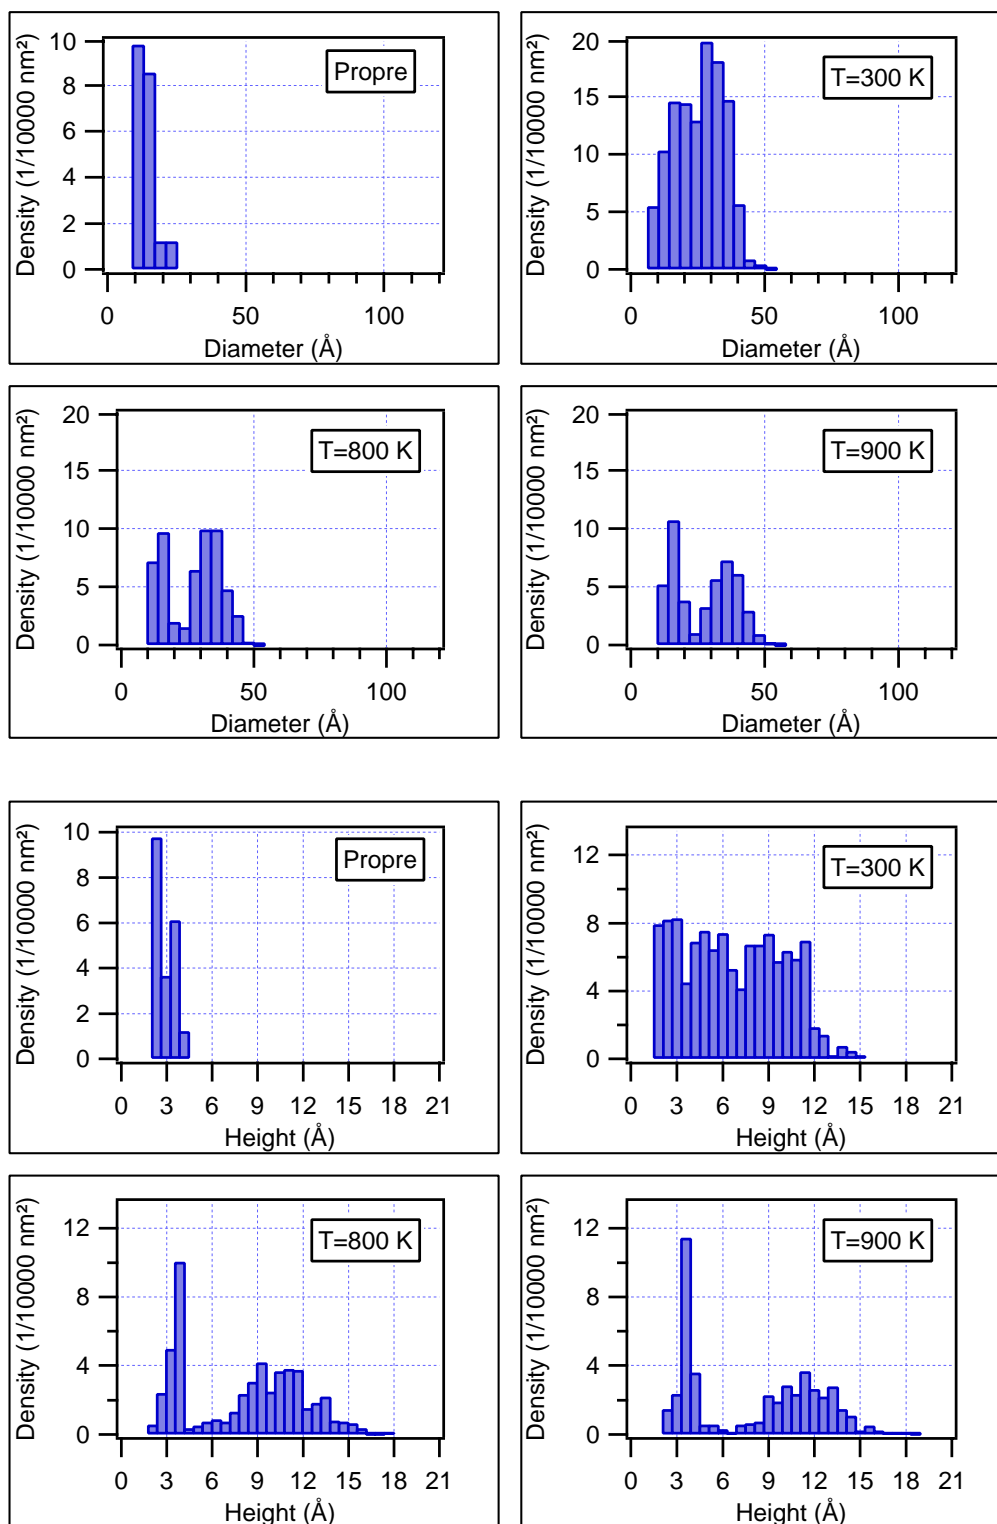 Density (1/10000 nm²)
10
8
6
4
2
0
Propre
0
50
100
Diameter (Å)
Density (1/10000 nm²)
20
15
10
5
0
T=300 K
0
50
100
Diameter (Å)
Density (1/10000 nm²)
20
15
10
5
0
T=800 K
0
50
100
Diameter (Å)
Density (1/10000 nm²)
20
15
10
5
0
T=900 K
0
50
100
Diameter (Å)
Density (1/10000 nm²)
10
8
6
4
2
0
Propre
0 3 6 9 12 15 18 21
Height (Å)
Density (1/10000 nm²)
12
8
4
0
T=300 K
0 3 6 9 12 15 18 21
Height (Å)
Density (1/10000 nm²)
12
8
4
0
T=800 K
0 3 6 9 12 15 18 21
Height (Å)
Density (1/10000 nm²)
12
8
4
0
T=900 K
0 3 6 9 12 15 18 21
Height (Å)